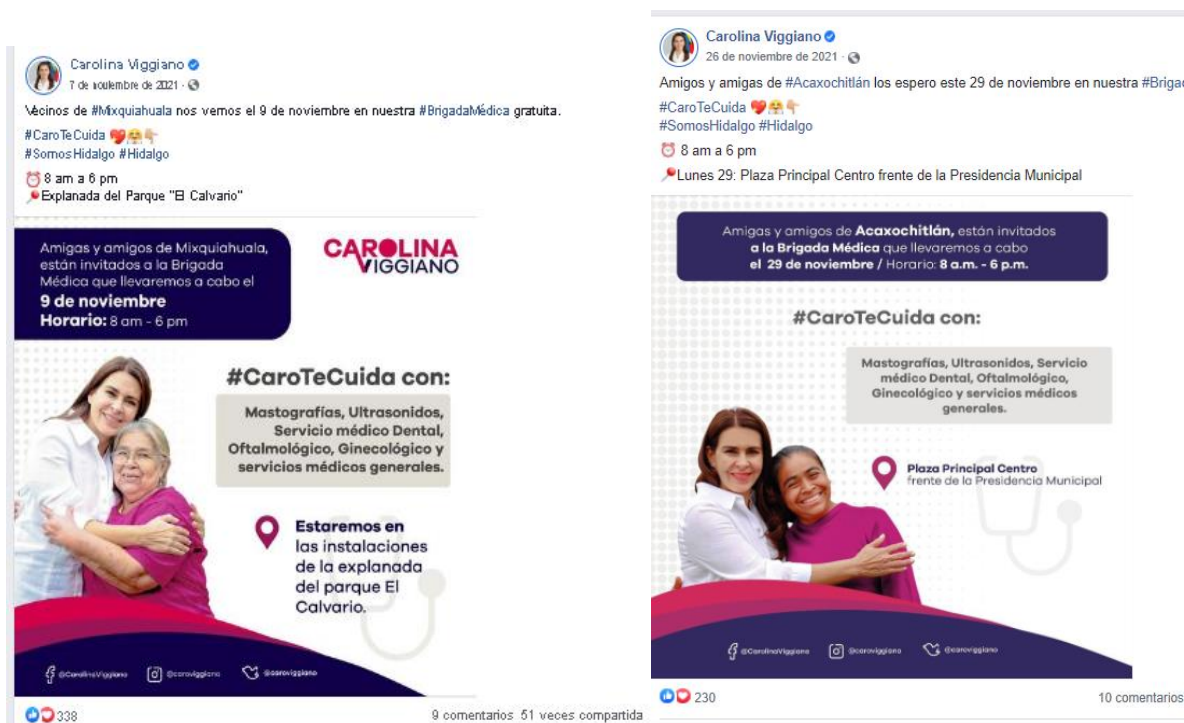 Carolina Viggiano
7 de noviembre de 2021
Vecinos de #Mixquiahuala nos vemos el 9 de noviembre en nuestra #BrigadaMédica gratuita.
#CaroTeCuida
#SomosHidalgo #Hidalgo
8 am a 6 pm
Explanada del Parque "El Calvario"
Amigas y amigos de Mixquiahuala,
están invitados a la Brigada
Médica que llevaremos a cabo el
9 de noviembre
Horario: 8 am - 6 pm
CAROLINA
VIGGIANO
#CaroTeCuida con:
Mastografías, Ultrasonidos,
Servicio médico Dental,
Oftalmológico, Ginecológico y
servicios médicos generales.
Estaremos en
las instalaciones
de la explanada
del parque El
Calvario.
@CarolinaViggiano @caroviggiano @caroviggiano
338
9 comentarios 51 veces compartida
Carolina Viggiano
26 de noviembre de 2021
Amigos y amigas de #Acaxochitlán los espero este 29 de noviembre en nuestra #Brigad
#CaroTeCuida
#SomosHidalgo #Hidalgo
8 am a 6 pm
Lunes 29: Plaza Principal Centro frente de la Presidencia Municipal
Amigas y amigos de Acaxochitlán, están invitados
a la Brigada Médica que llevaremos a cabo
el 29 de noviembre / Horario: 8 a.m. - 6 p.m.
#CaroTeCuida con:
Mastografías, Ultrasonidos, Servicio
médico Dental, Oftalmológico,
Ginecológico y servicios médicos
generales.
Plaza Principal Centro
frente de la Presidencia Municipal
@CarolinaViggiano @caroviggiano @caroviggiano
230
10 comentarios